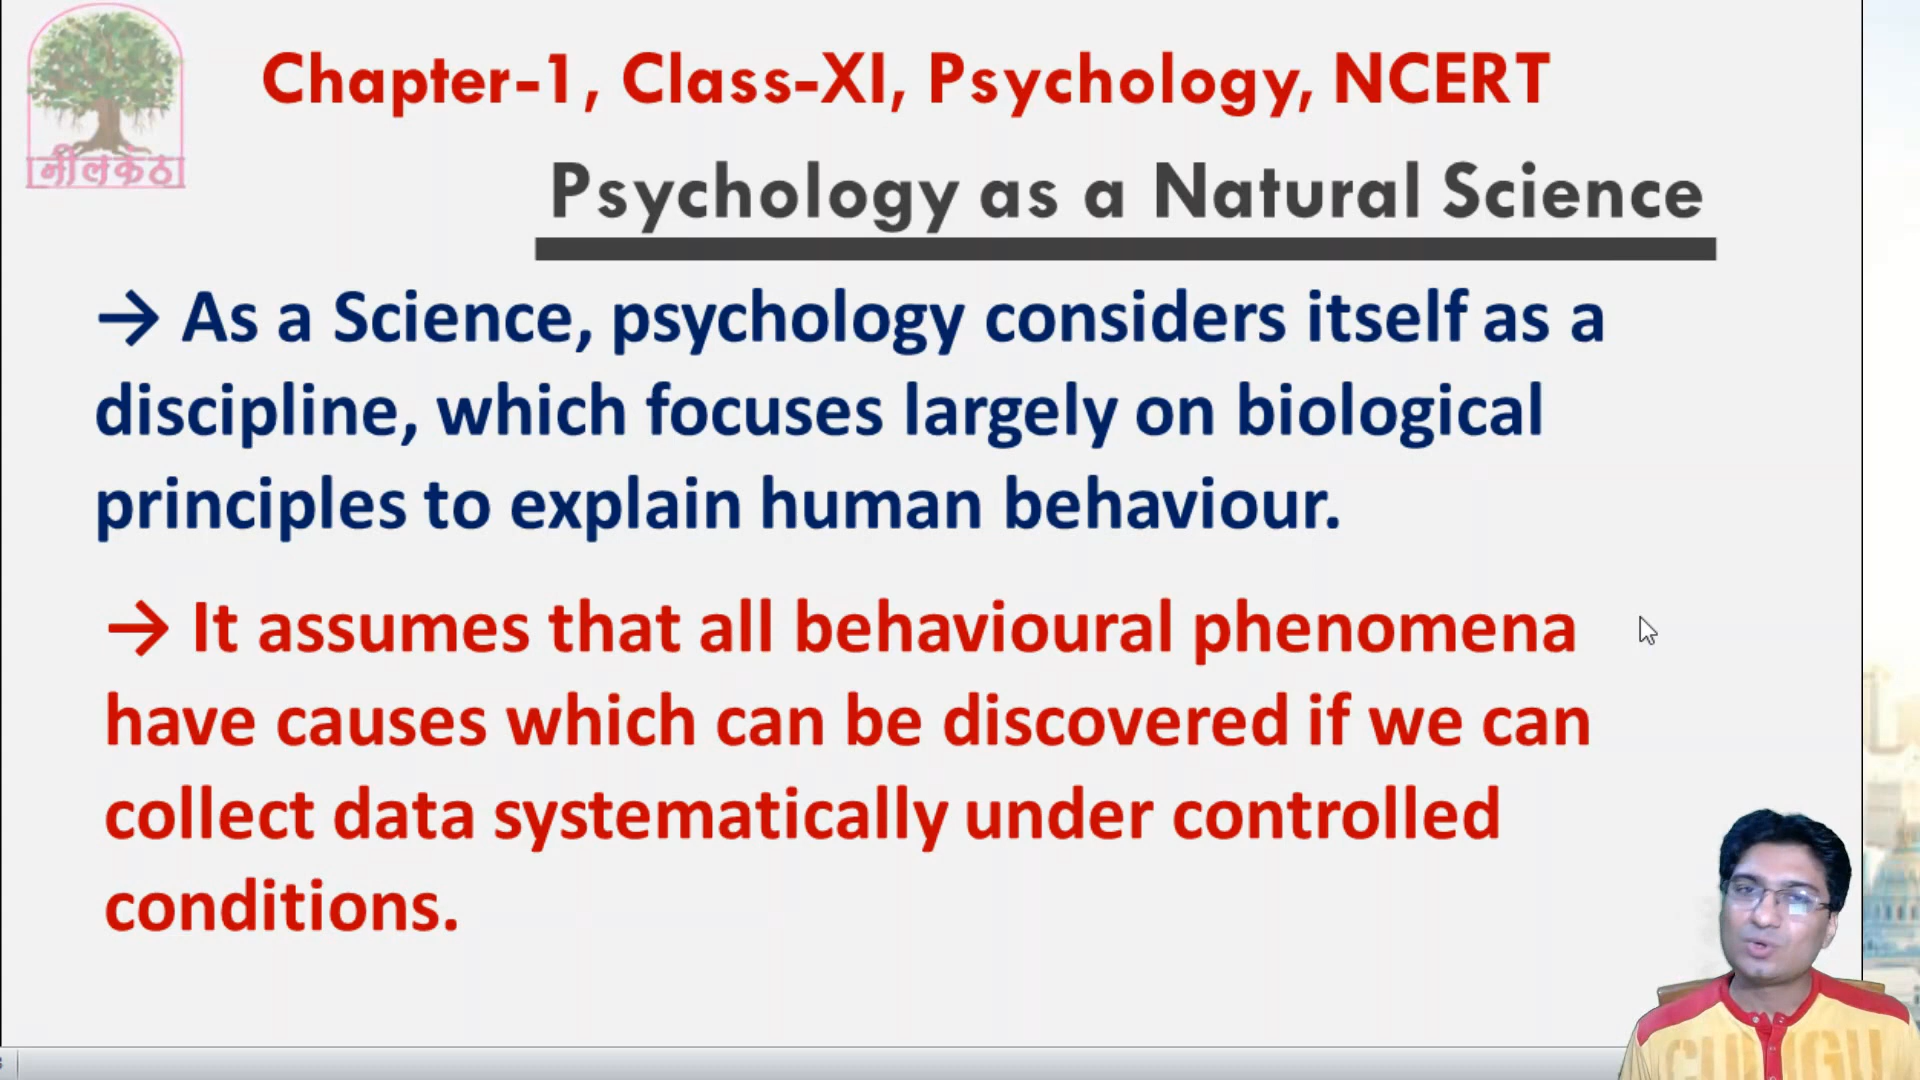 Chapter-1, Class-XI, Psychology, NCERT
नीलकंठ
Psychology as a Natural Science
→ As a Science, psychology considers itself as a
discipline, which focuses largely on biological
principles to explain human behaviour.
→ It assumes that all behavioural phenomena
have causes which can be discovered if we can
collect data systematically under controlled
conditions.